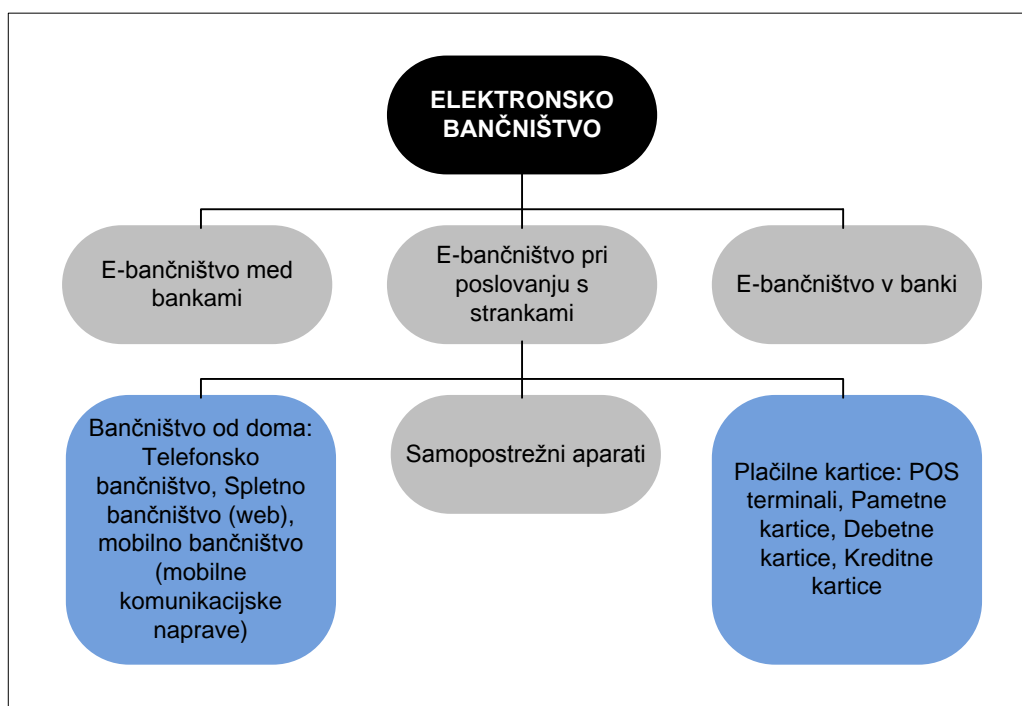 ELEKTRONSKO
BANČNIŠTVO
E-bančništvo med
bankami
E-bančništvo pri
poslovanju s
strankami
E-bančništvo v banki
Bančništvo od doma:
Telefonsko
bančništvo, Spletno
bančništvo (web),
mobilno bančništvo
(mobilne
komunikacijske
naprave)
Samopostrežni aparati
Plačilne kartice: POS
terminali, Pametne
kartice, Debetne
kartice, Kreditne
kartice